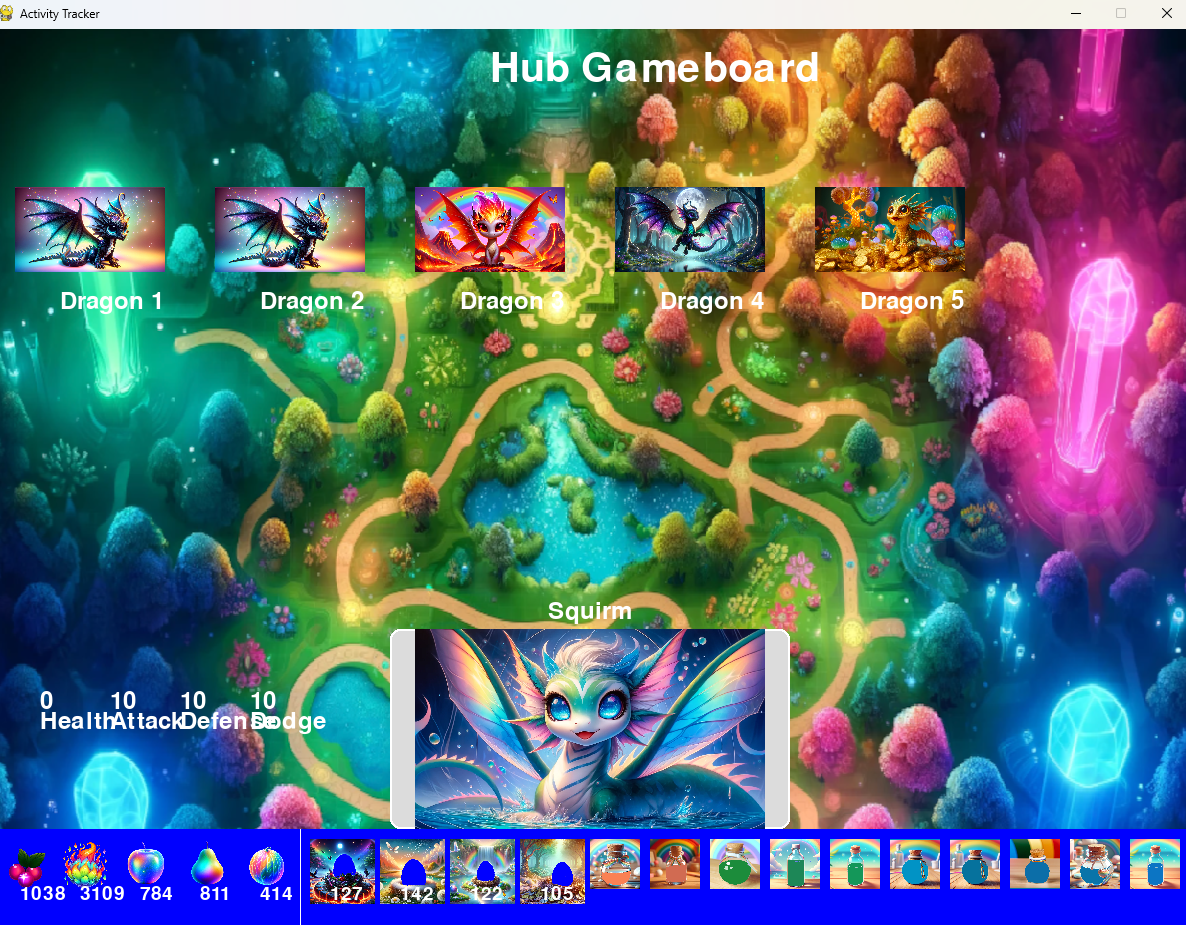 Activity Tracker
Hub Gameboard
Dragon 1 Dragon 2 Dragon 3 Dragon 4 Dragon 5
Squirm
0 10 10 10
Health Attack Defense Dodge
1038 3109 784 811 414 127 142 122 105